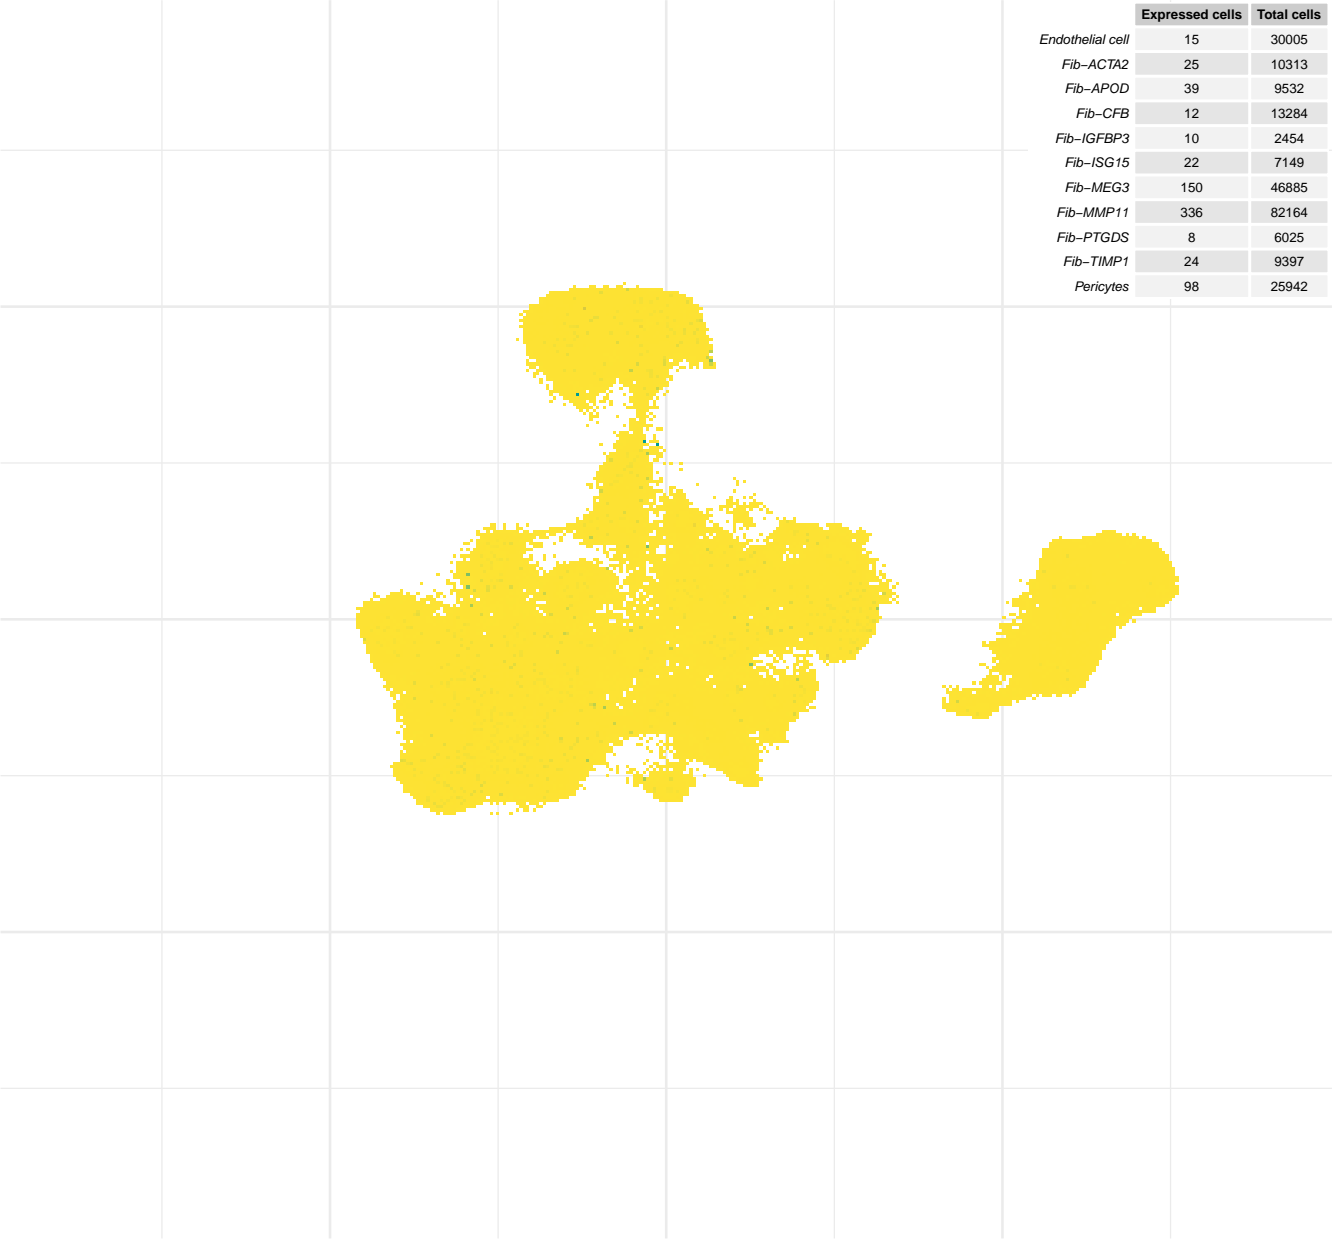 Expressed cells Total cells
Endothelial cell 15 30005
Fib−ACTA2 25 10313
Fib−APOD 39 9532
Fib−CFB 12 13284
Fib−IGFBP3 10 2454
Fib−ISG15 22 7149
Fib−MEG3 150 46885
Fib−MMP11 336 82164
Fib−PTGDS 8 6025
Fib−TIMP1 24 9397
Pericytes 98 25942